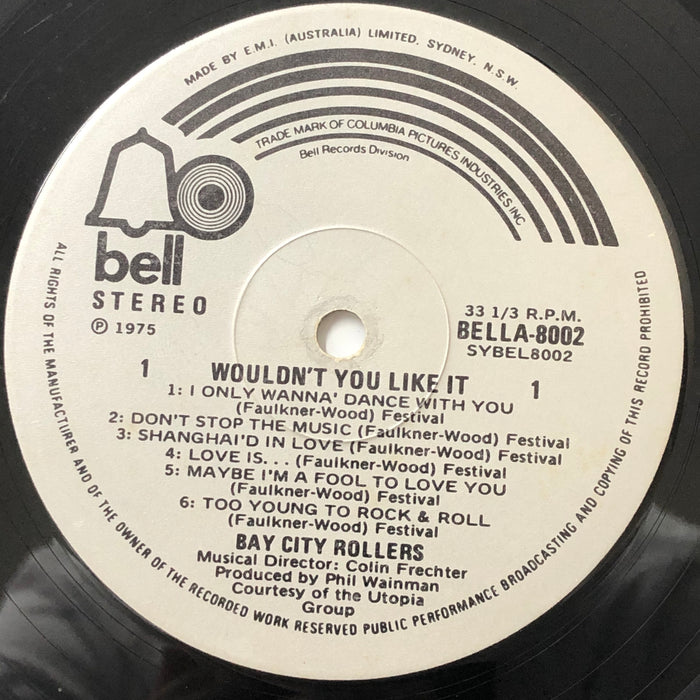 MADE BY E.M.I. (AUSTRALIA) LIMITED, SYDNEY, N.S.W.
TRADE MARK OF COLUMBIA PICTURES INDUSTRIES INC
Bell Records Division
bell
STEREO
℗ 1975
33 1/3 R.P.M.
BELLA-8002
SYBEL8002
1 WOULDN'T YOU LIKE IT 1
1: I ONLY WANNA' DANCE WITH YOU
(Faulkner-Wood) Festival
2: DON'T STOP THE MUSIC (Faulkner-Wood) Festival
3: SHANGHAI'D IN LOVE (Faulkner-Wood) Festival
4: LOVE IS... (Faulkner-Wood) Festival
5: MAYBE I'M A FOOL TO LOVE YOU
(Faulkner-Wood) Festival
6: TOO YOUNG TO ROCK & ROLL
(Faulkner-Wood) Festival
BAY CITY ROLLERS
Musical Director: Colin Frechter
Produced by Phil Wainman
Courtesy of the Utopia
Group
ALL RIGHTS OF THE MANUFACTURER AND OF THE OWNER OF THE RECORDED WORK RESERVED PUBLIC PERFORMANCE BROADCASTING AND COPYING OF THIS RECORD PROHIBITED